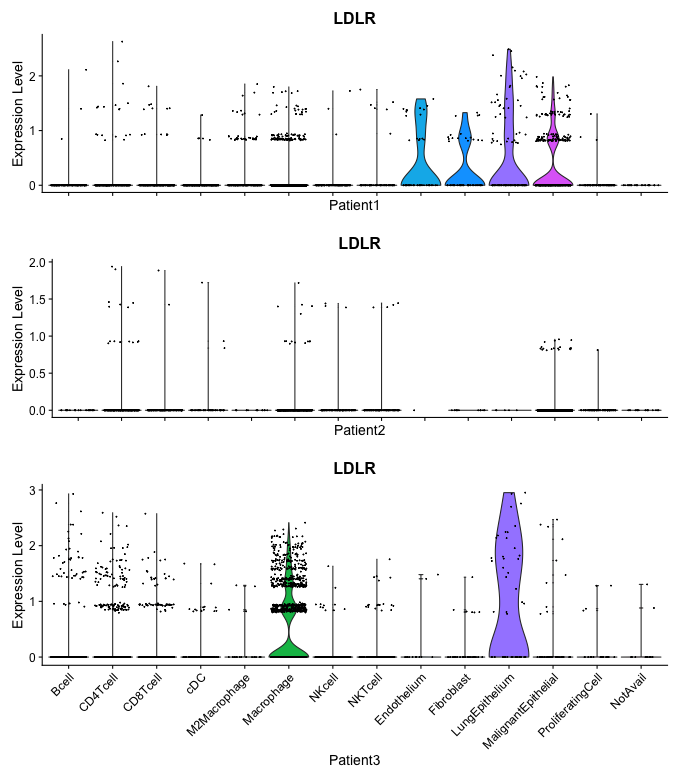 LDLR
Expression Level
2
1
0
Patient1
LDLR
Expression Level
2.0
1.5
1.0
0.5
0.0
Patient2
LDLR
Expression Level
3
2
1
0
Bcell
CD4Tcell
CD8Tcell
cDC
M2Macrophage
Macrophage
NKcell
NKTcell
Endothelium
Fibroblast
LungEpithelium
MalignantEpithelial
ProliferatingCell
NotAvail
Patient3